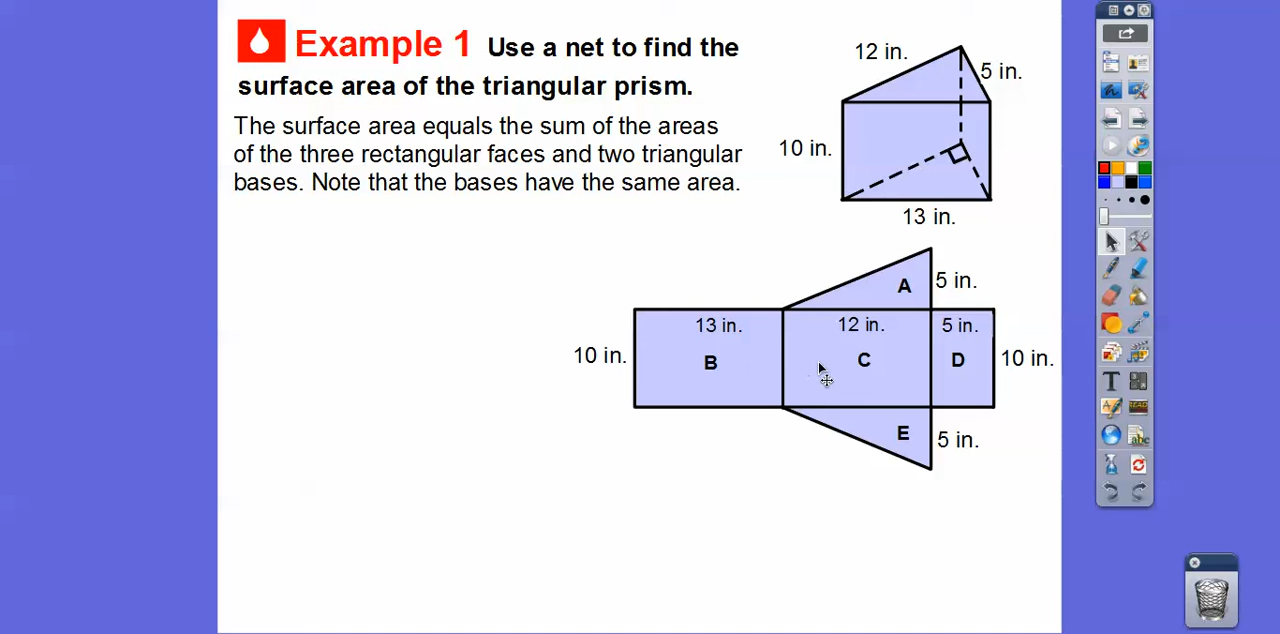 Example 1 Use a net to find the
surface area of the triangular prism.
The surface area equals the sum of the areas
of the three rectangular faces and two triangular
bases. Note that the bases have the same area.
12 in.
5 in.
10 in.
13 in.
A
5 in.
13 in.
12 in.
5 in.
10 in.
B
C
D
10 in.
E
5 in.